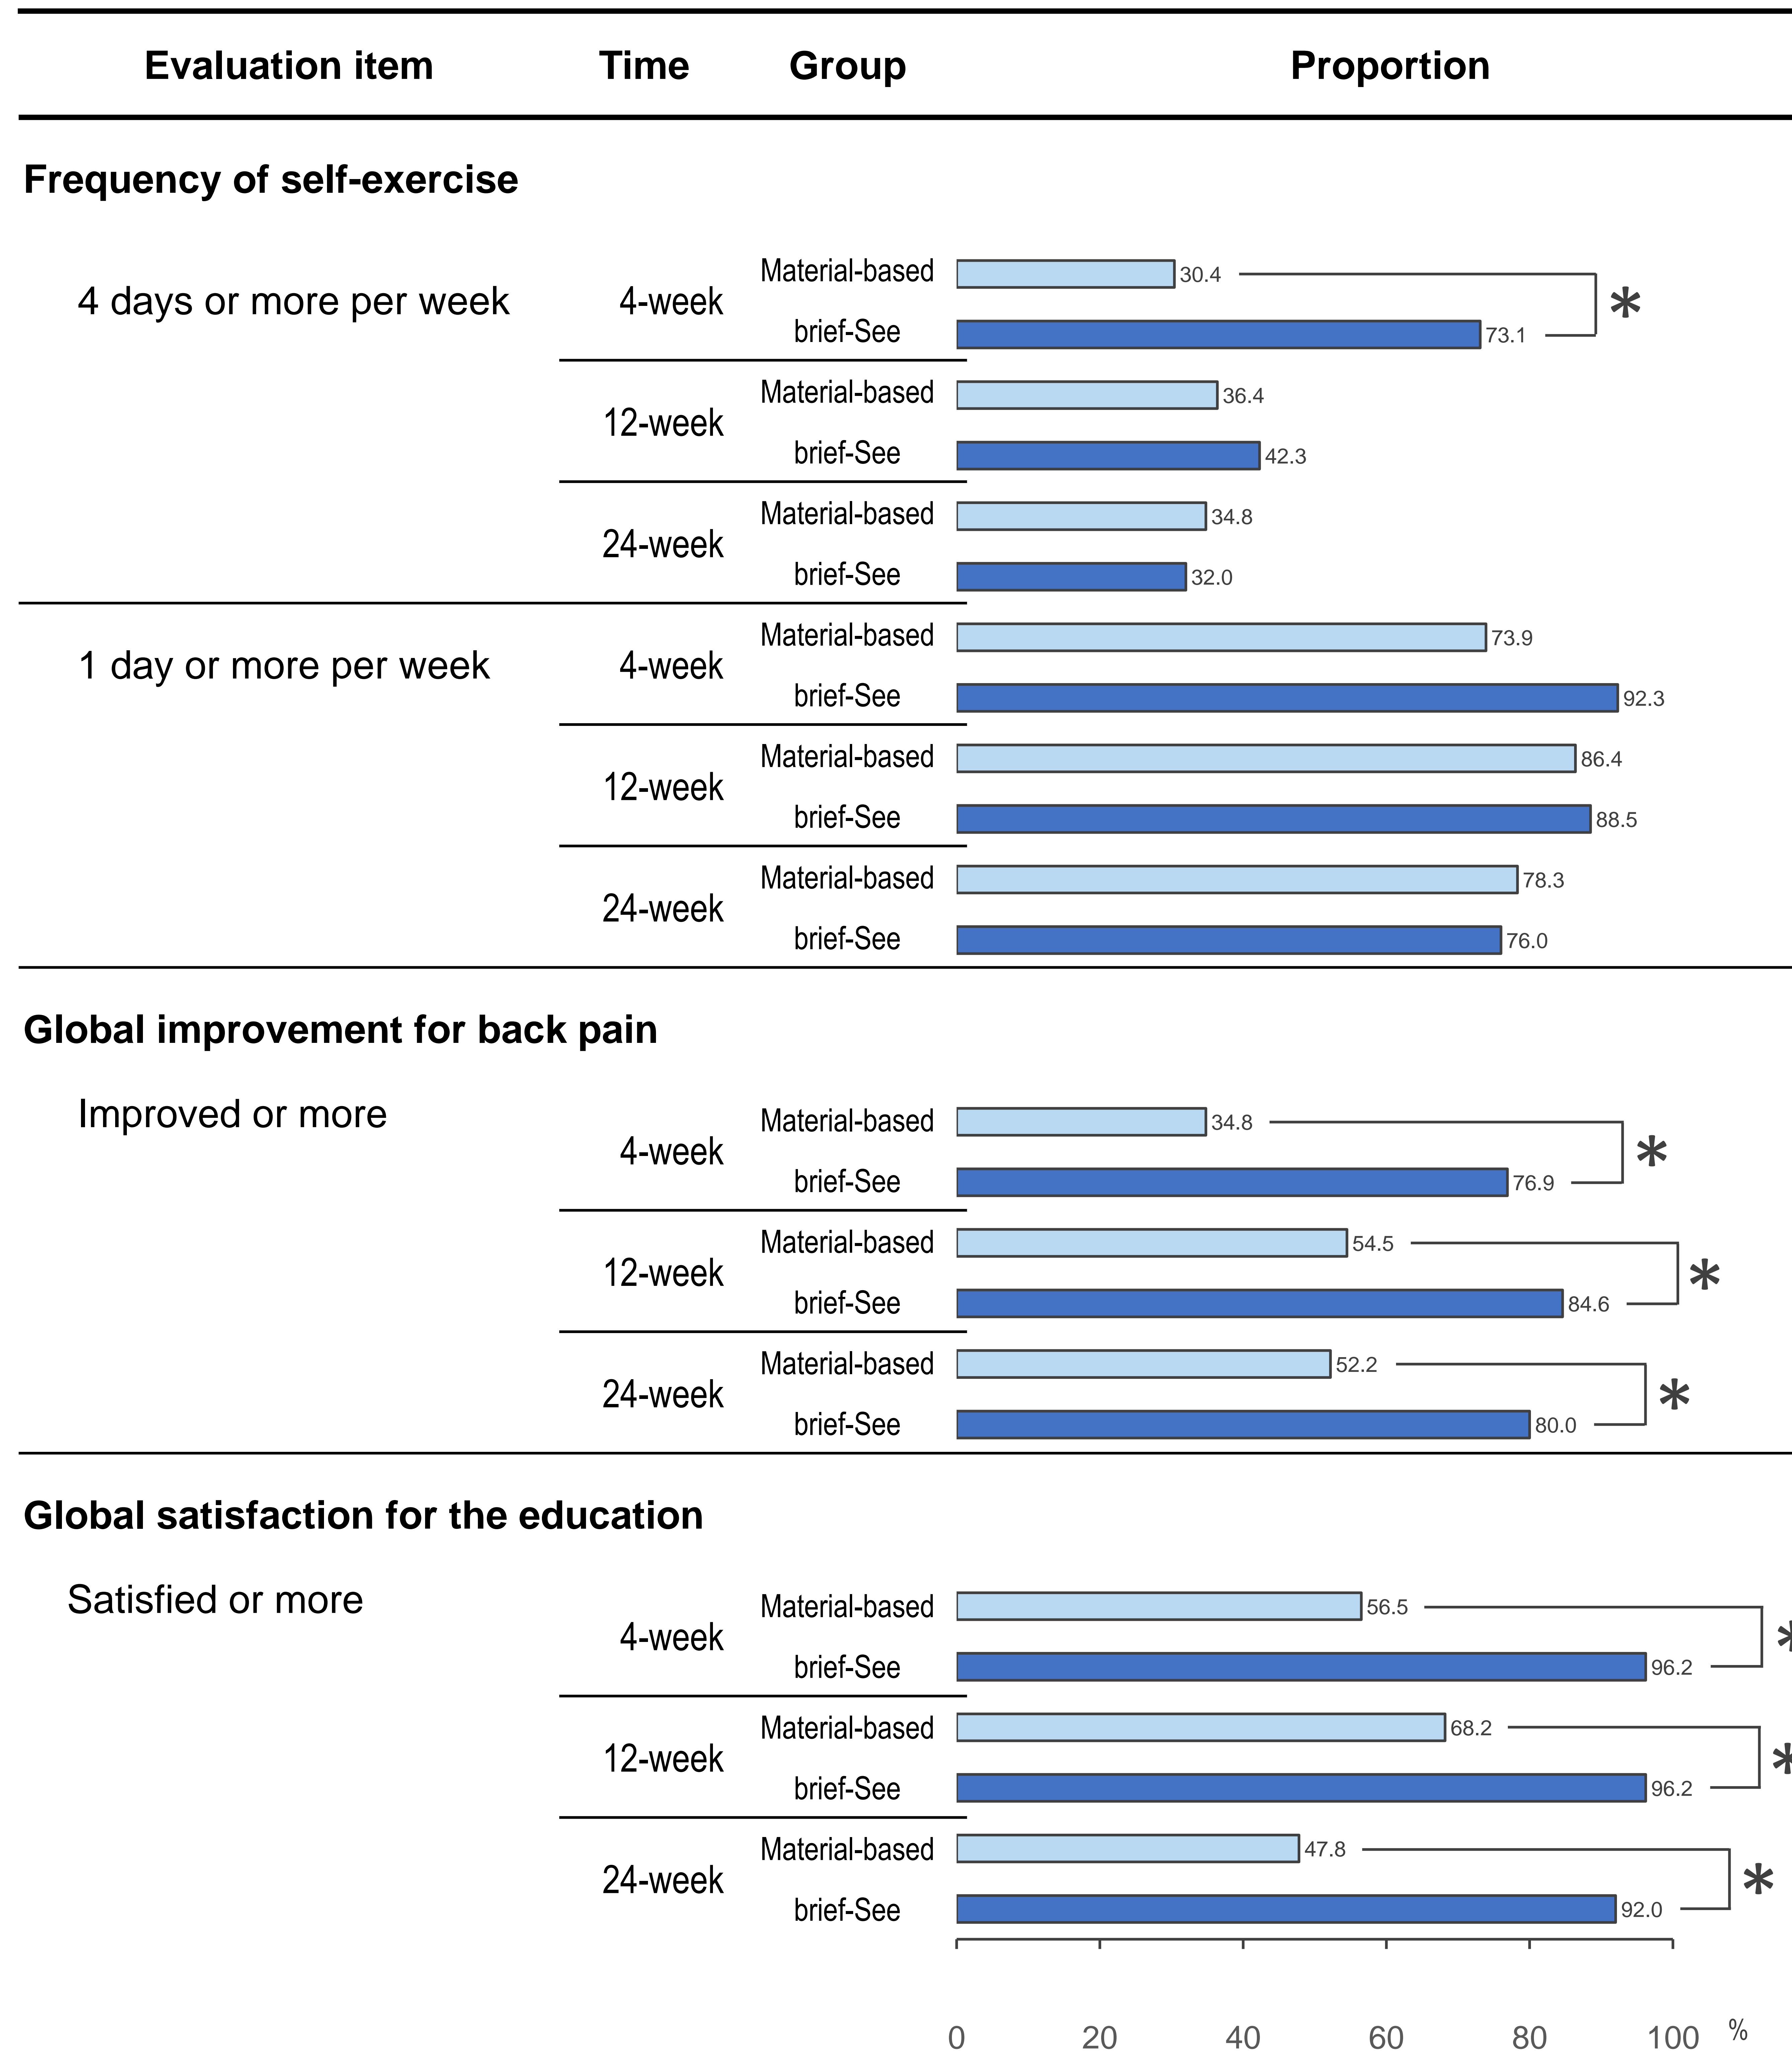 Evaluation item Time Group Proportion
Frequency of self-exercise
4 days or more per week 4-week Material-based 30.4 *
brief-See 73.1
12-week Material-based 36.4
brief-See 42.3
24-week Material-based 34.8
brief-See 32.0
1 day or more per week 4-week Material-based 73.9
brief-See 92.3
12-week Material-based 86.4
brief-See 88.5
24-week Material-based 78.3
brief-See 76.0
Global improvement for back pain
Improved or more 4-week Material-based 34.8 *
brief-See 76.9
12-week Material-based 54.5 *
brief-See 84.6
24-week Material-based 52.2 *
brief-See 80.0
Global satisfaction for the education
Satisfied or more 4-week Material-based 56.5 *
brief-See 96.2
12-week Material-based 68.2 *
brief-See 96.2
24-week Material-based 47.8 *
brief-See 92.0
0 20 40 60 80 100 %